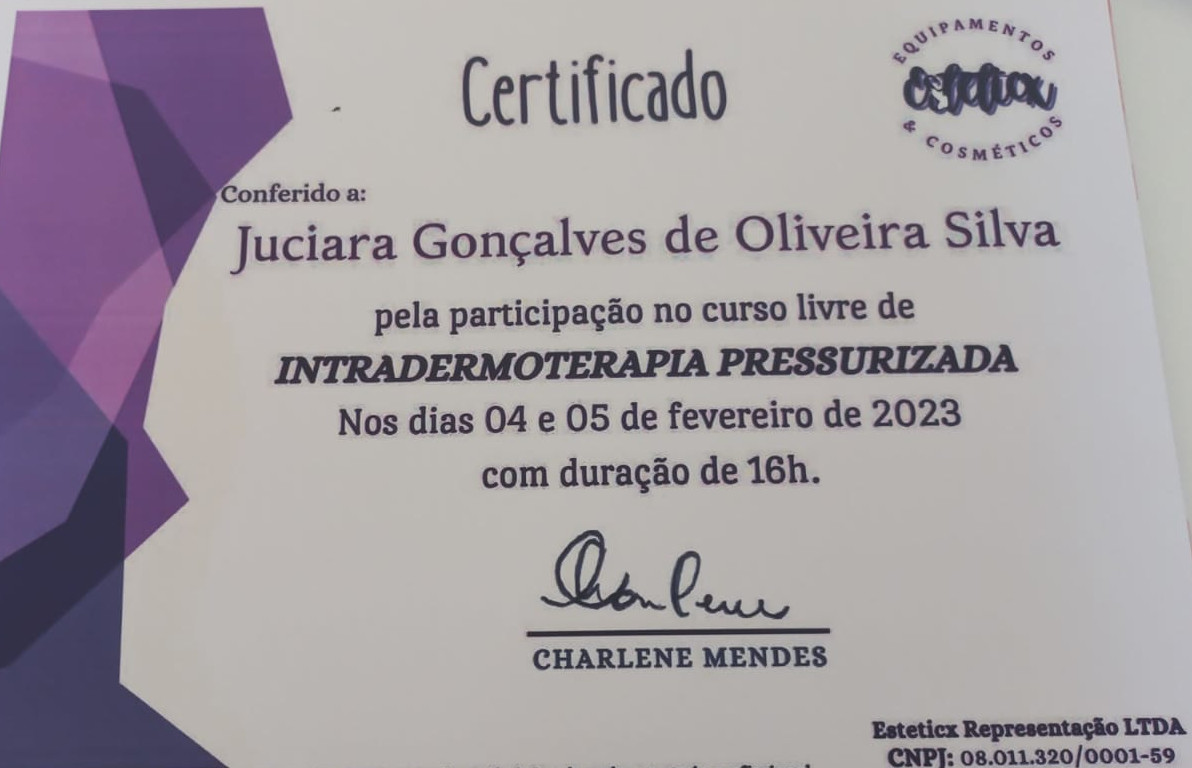 Certificado
EQUIPAMENTOS
Esteticx
& COSMÉTICOS
Conferido a:
Juciara Gonçalves de Oliveira Silva
pela participação no curso livre de
INTRADERMOTERAPIA PRESSURIZADA
Nos dias 04 e 05 de fevereiro de 2023
com duração de 16h.
CHARLENE MENDES
Esteticx Representação LTDA
CNPJ: 08.011.320/0001-59